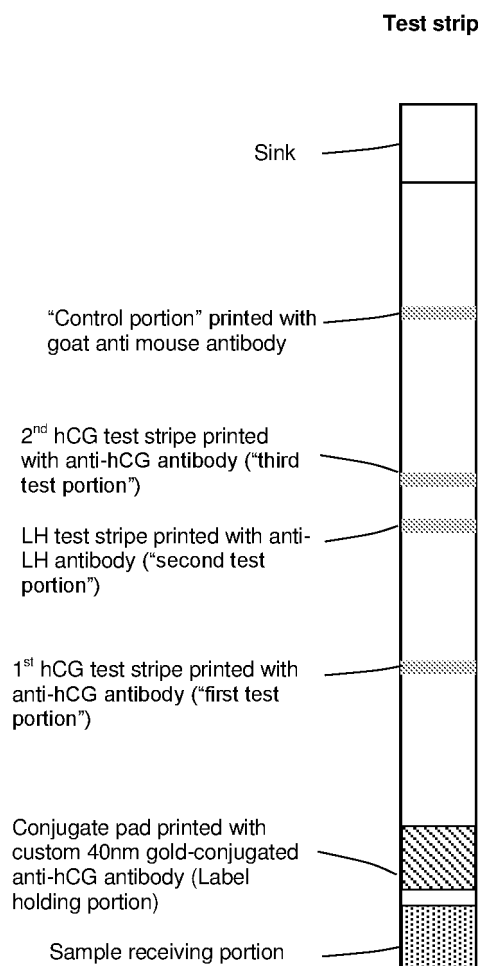 Test strip
Sink
“Control portion” printed with
goat anti mouse antibody
2nd hCG test stripe printed
with anti-hCG antibody (“third
test portion”)
LH test stripe printed with anti-
LH antibody (“second test
portion”)
1st hCG test stripe printed with
anti-hCG antibody (“first test
portion”)
Conjugate pad printed with
custom 40nm gold-conjugated
anti-hCG antibody (Label
holding portion)
Sample receiving portion